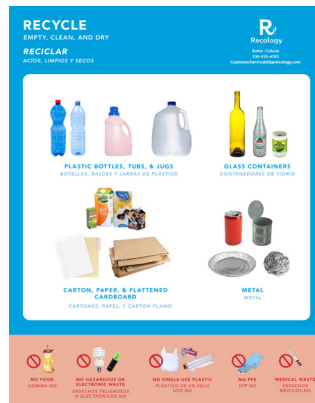 RECYCLE
EMPTY, CLEAN, AND DRY
RECICLAR
ACÍOS, LIMPIOS Y SECOS
Recology
Butte · Colusa
CustomerService@recology.com
PLASTIC BOTTLES, TUBS, & JUGS
BOTELLAS, BALDES Y JARRAS DE PLÁSTICO
GLASS CONTAINERS
CONTENEDORES DE VIDRIO
CARTON, PAPER, & FLATTENED
CARDBOARD
CARTONES, PAPEL, Y CARTON PLANO
METAL
METAL
NO FOOD
COMIDA NO
NO HAZARDOUS OR
ELECTRONIC WASTE
DESECHOS PELIGROSOS
O ELECTRÓNICOS NO
NO SINGLE-USE PLASTIC
PLÁSTICO DE UN SOLO
USO NO
NO PPE
EPP NO
MEDICAL WASTE
DESECHOS
MÉDICOS NO